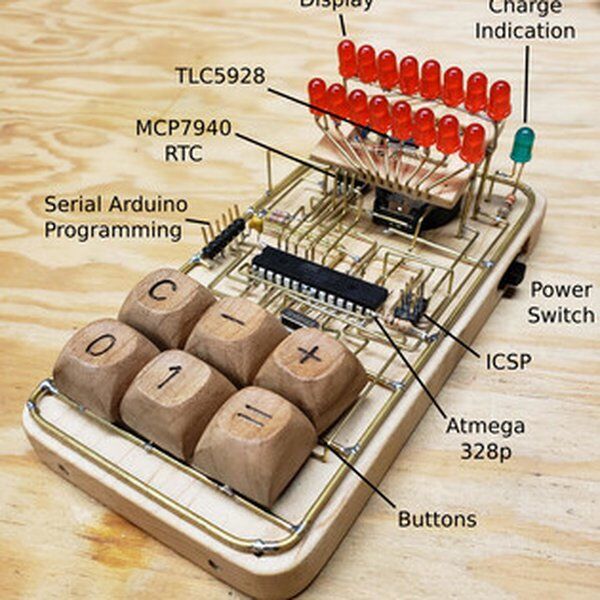 Display
Charge
Indication
TLC5928
MCP7940
RTC
Serial Arduino
Programming
Power
Switch
ICSP
Atmega
328p
Buttons
C
−
+
0
1
=